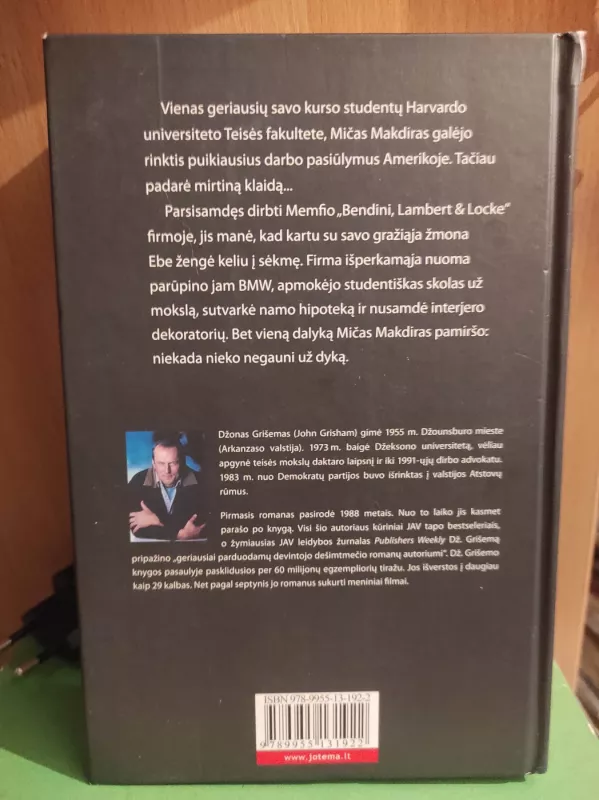 Vienas geriausių savo kurso studentų Harvardo
universiteto Teisės fakultete, Mičas Makdiras galėjo
rinktis puikiausius darbo pasiūlymus Amerikoje. Tačiau
padarė mirtiną klaidą...
Parsisamdęs dirbti Memfio „Bendini, Lambert & Locke“
firmoje, jis manė, kad kartu su savo gražiąja žmona
Ebe žengė keliu į sėkmę. Firma išperkamąja nuoma
parūpino jam BMW, apmokėjo studentiškas skolas už
mokslą, sutvarkė namo hipoteką ir nusamdė interjero
dekoratorių. Bet vieną dalyką Mičas Makdiras pamiršo:
niekada nieko negauni už dyką.
Džonas Grišemas (John Grisham) gimė 1955 m. Džounsburo mieste
(Arkanzaso valstija). 1973 m. baigė Džeksono universitetą, vėliau
apgynė teisės mokslų daktaro laipsnį ir iki 1991-ųjų dirbo advokatu.
1983 m. nuo Demokratų partijos buvo išrinktas į valstijos Atstovų
rūmus.
Pirmasis romanas pasirodė 1988 metais. Nuo to laiko jis kasmet
parašo po knygą. Visi šio autoriaus kūriniai JAV tapo bestseleriais,
o žymiausias JAV leidybos žurnalas Publishers Weekly Dž. Grišemą
pripažino „geriausiai parduodamų devintojo dešimtmečio romanų autoriumi“. Dž. Grišemo
knygos pasaulyje pasklidusios per 60 milijonų egzempliorių tiražu. Jos išverstos į daugiau
kaip 29 kalbas. Net pagal septynis jo romanus sukurti meniniai filmai.
ISBN 978-9955-13-192-2
9 789955 131922
www.jotema.lt